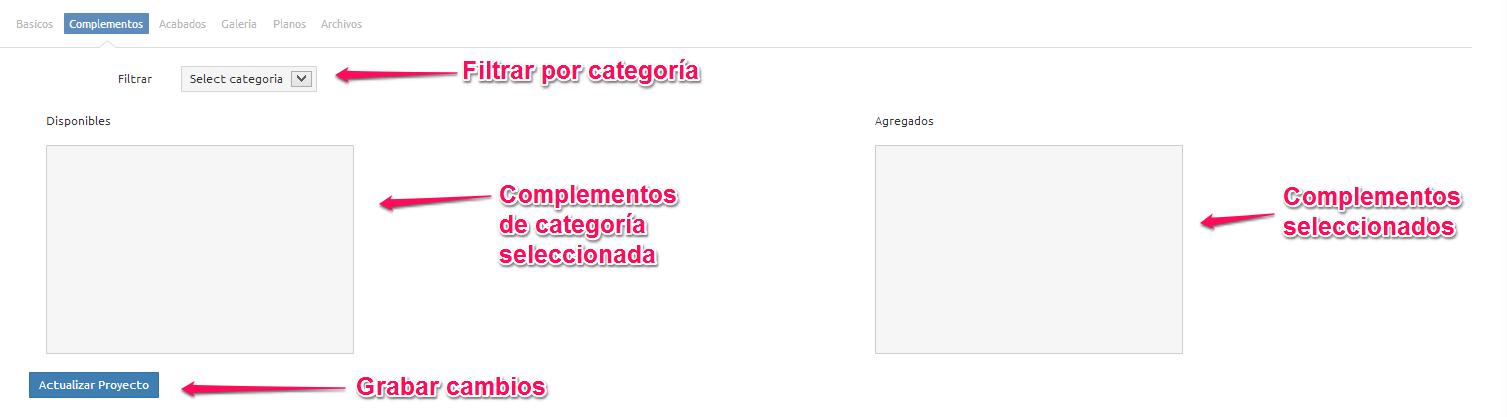 Basicos Complementos Acabados Galeria Planos Archivos
Filtrar Select categoria Filtrar por categoría
Disponibles Agregados
Complementos
de categoría
seleccionada
Complementos
seleccionados
Actualizar Proyecto Grabar cambios